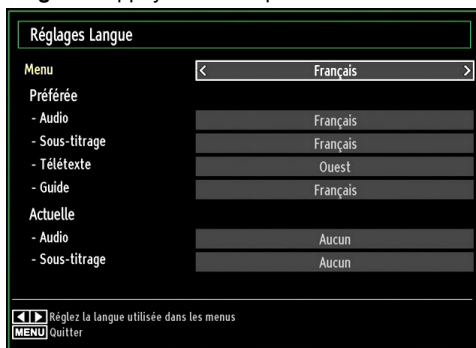 Réglages Langue
Menu < Français >
Préférée
- Audio Français
- Sous-titrage Français
- Télétexte Ouest
- Guide Français
Actuelle
- Audio Aucun
- Sous-titrage Aucun
Réglez la langue utilisée dans les menus
MENU Quitter